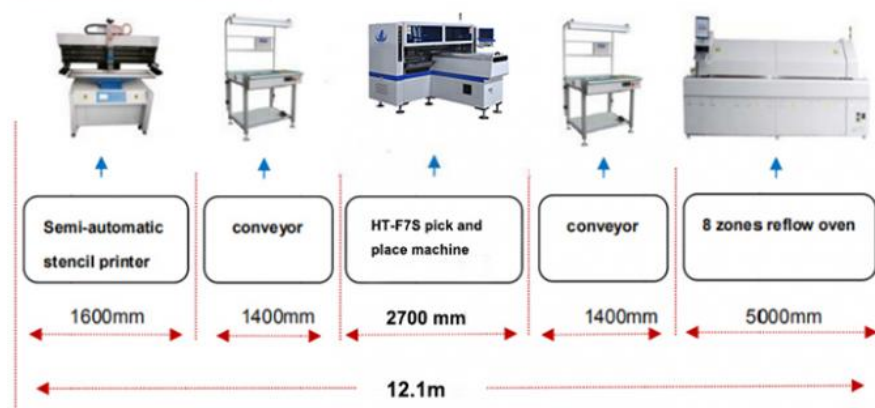 Semi-automatic
stencil printer
conveyor
HT-F7S pick and
place machine
conveyor
8 zones reflow oven
1600mm
1400mm
2700 mm
1400mm
5000mm
12.1m